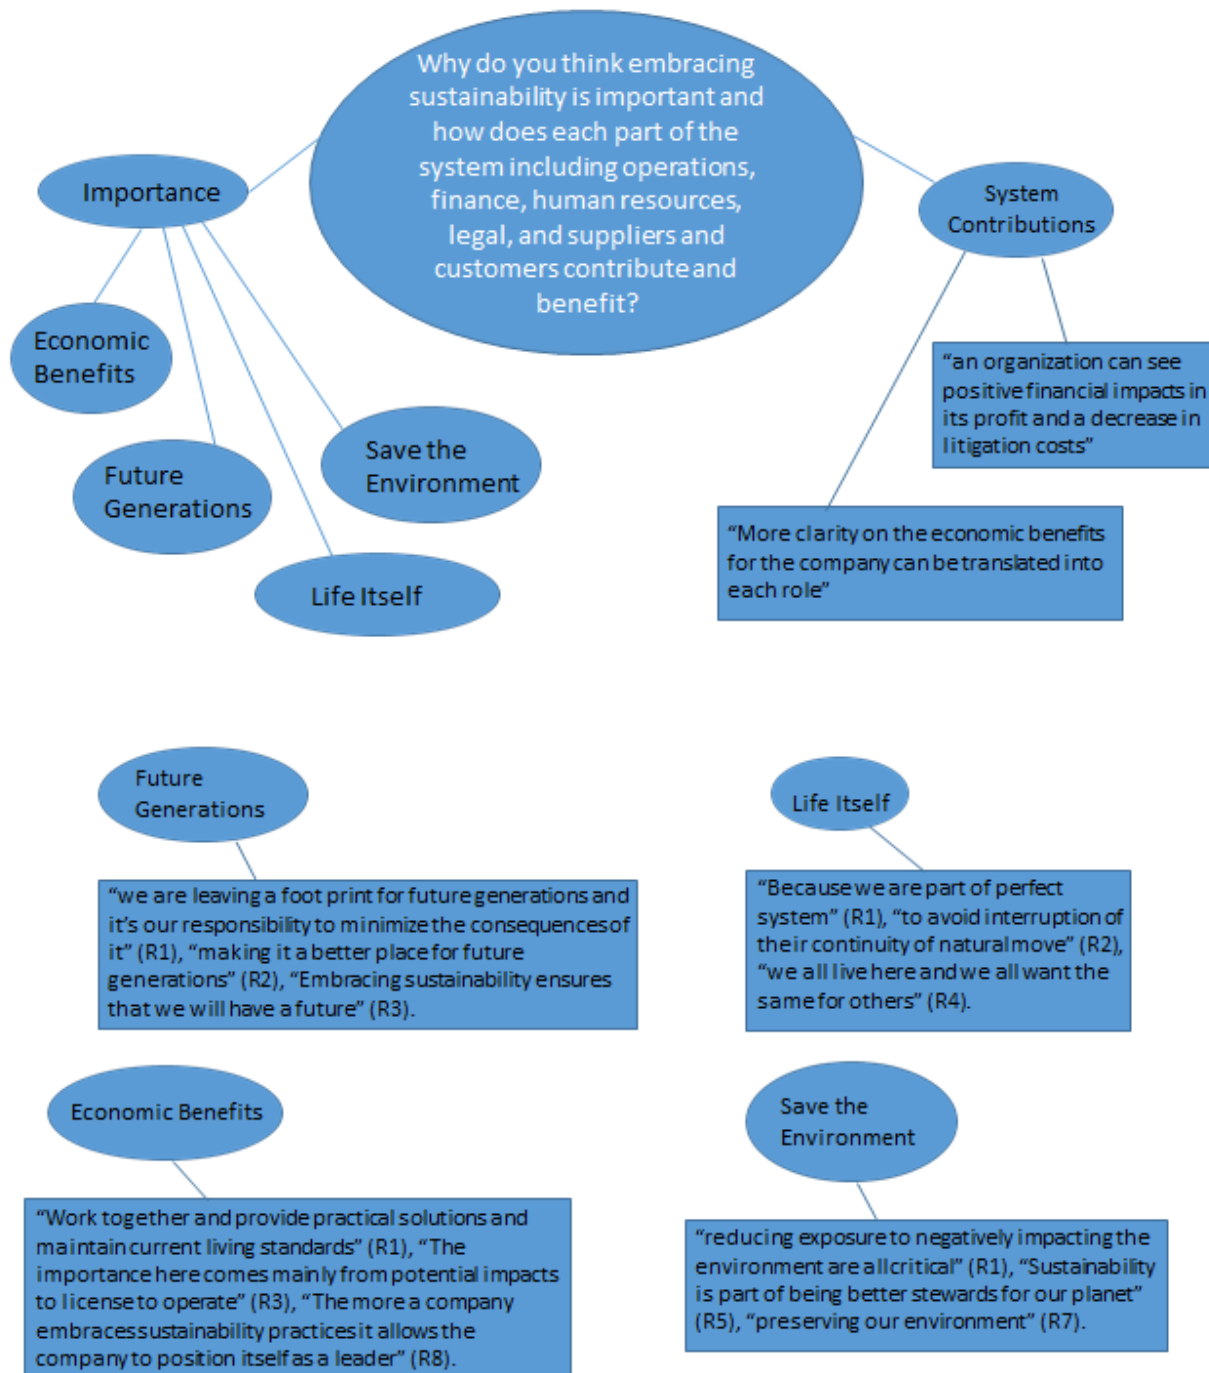 Why do you think embracing
sustainability is important and
how does each part of the
system including operations,
finance, human resources,
legal, and suppliers and
customers contribute and
benefit?
Importance
System
Contributions
Economic
Benefits
Future
Generations
Save the
Environment
Life Itself
“an organization can see
positive financial impacts in
its profit and a decrease in
litigation costs”
“More clarity on the economic benefits
for the company can be translated into
each role”
Future
Generations
“we are leaving a foot print for future generations and
it’s our responsibility to minimize the consequences of
it” (R1), “making it a better place for future
generations” (R2), “Embracing sustainability ensures
that we will have a future” (R3).
Life Itself
“Because we are part of perfect
system” (R1), “to avoid interruption of
their continuity of natural move” (R2),
“we all live here and we all want the
same for others” (R4).
Economic Benefits
“Work together and provide practical solutions and
maintain current living standards” (R1), “The
importance here comes mainly from potential impacts
to license to operate” (R3), “The more a company
embraces sustainability practices it allows the
company to position itself as a leader” (R8).
Save the
Environment
“reducing exposure to negatively impacting the
environment are all critical” (R1), “Sustainability
is part of being better stewards for our planet”
(R5), “preserving our environment” (R7).